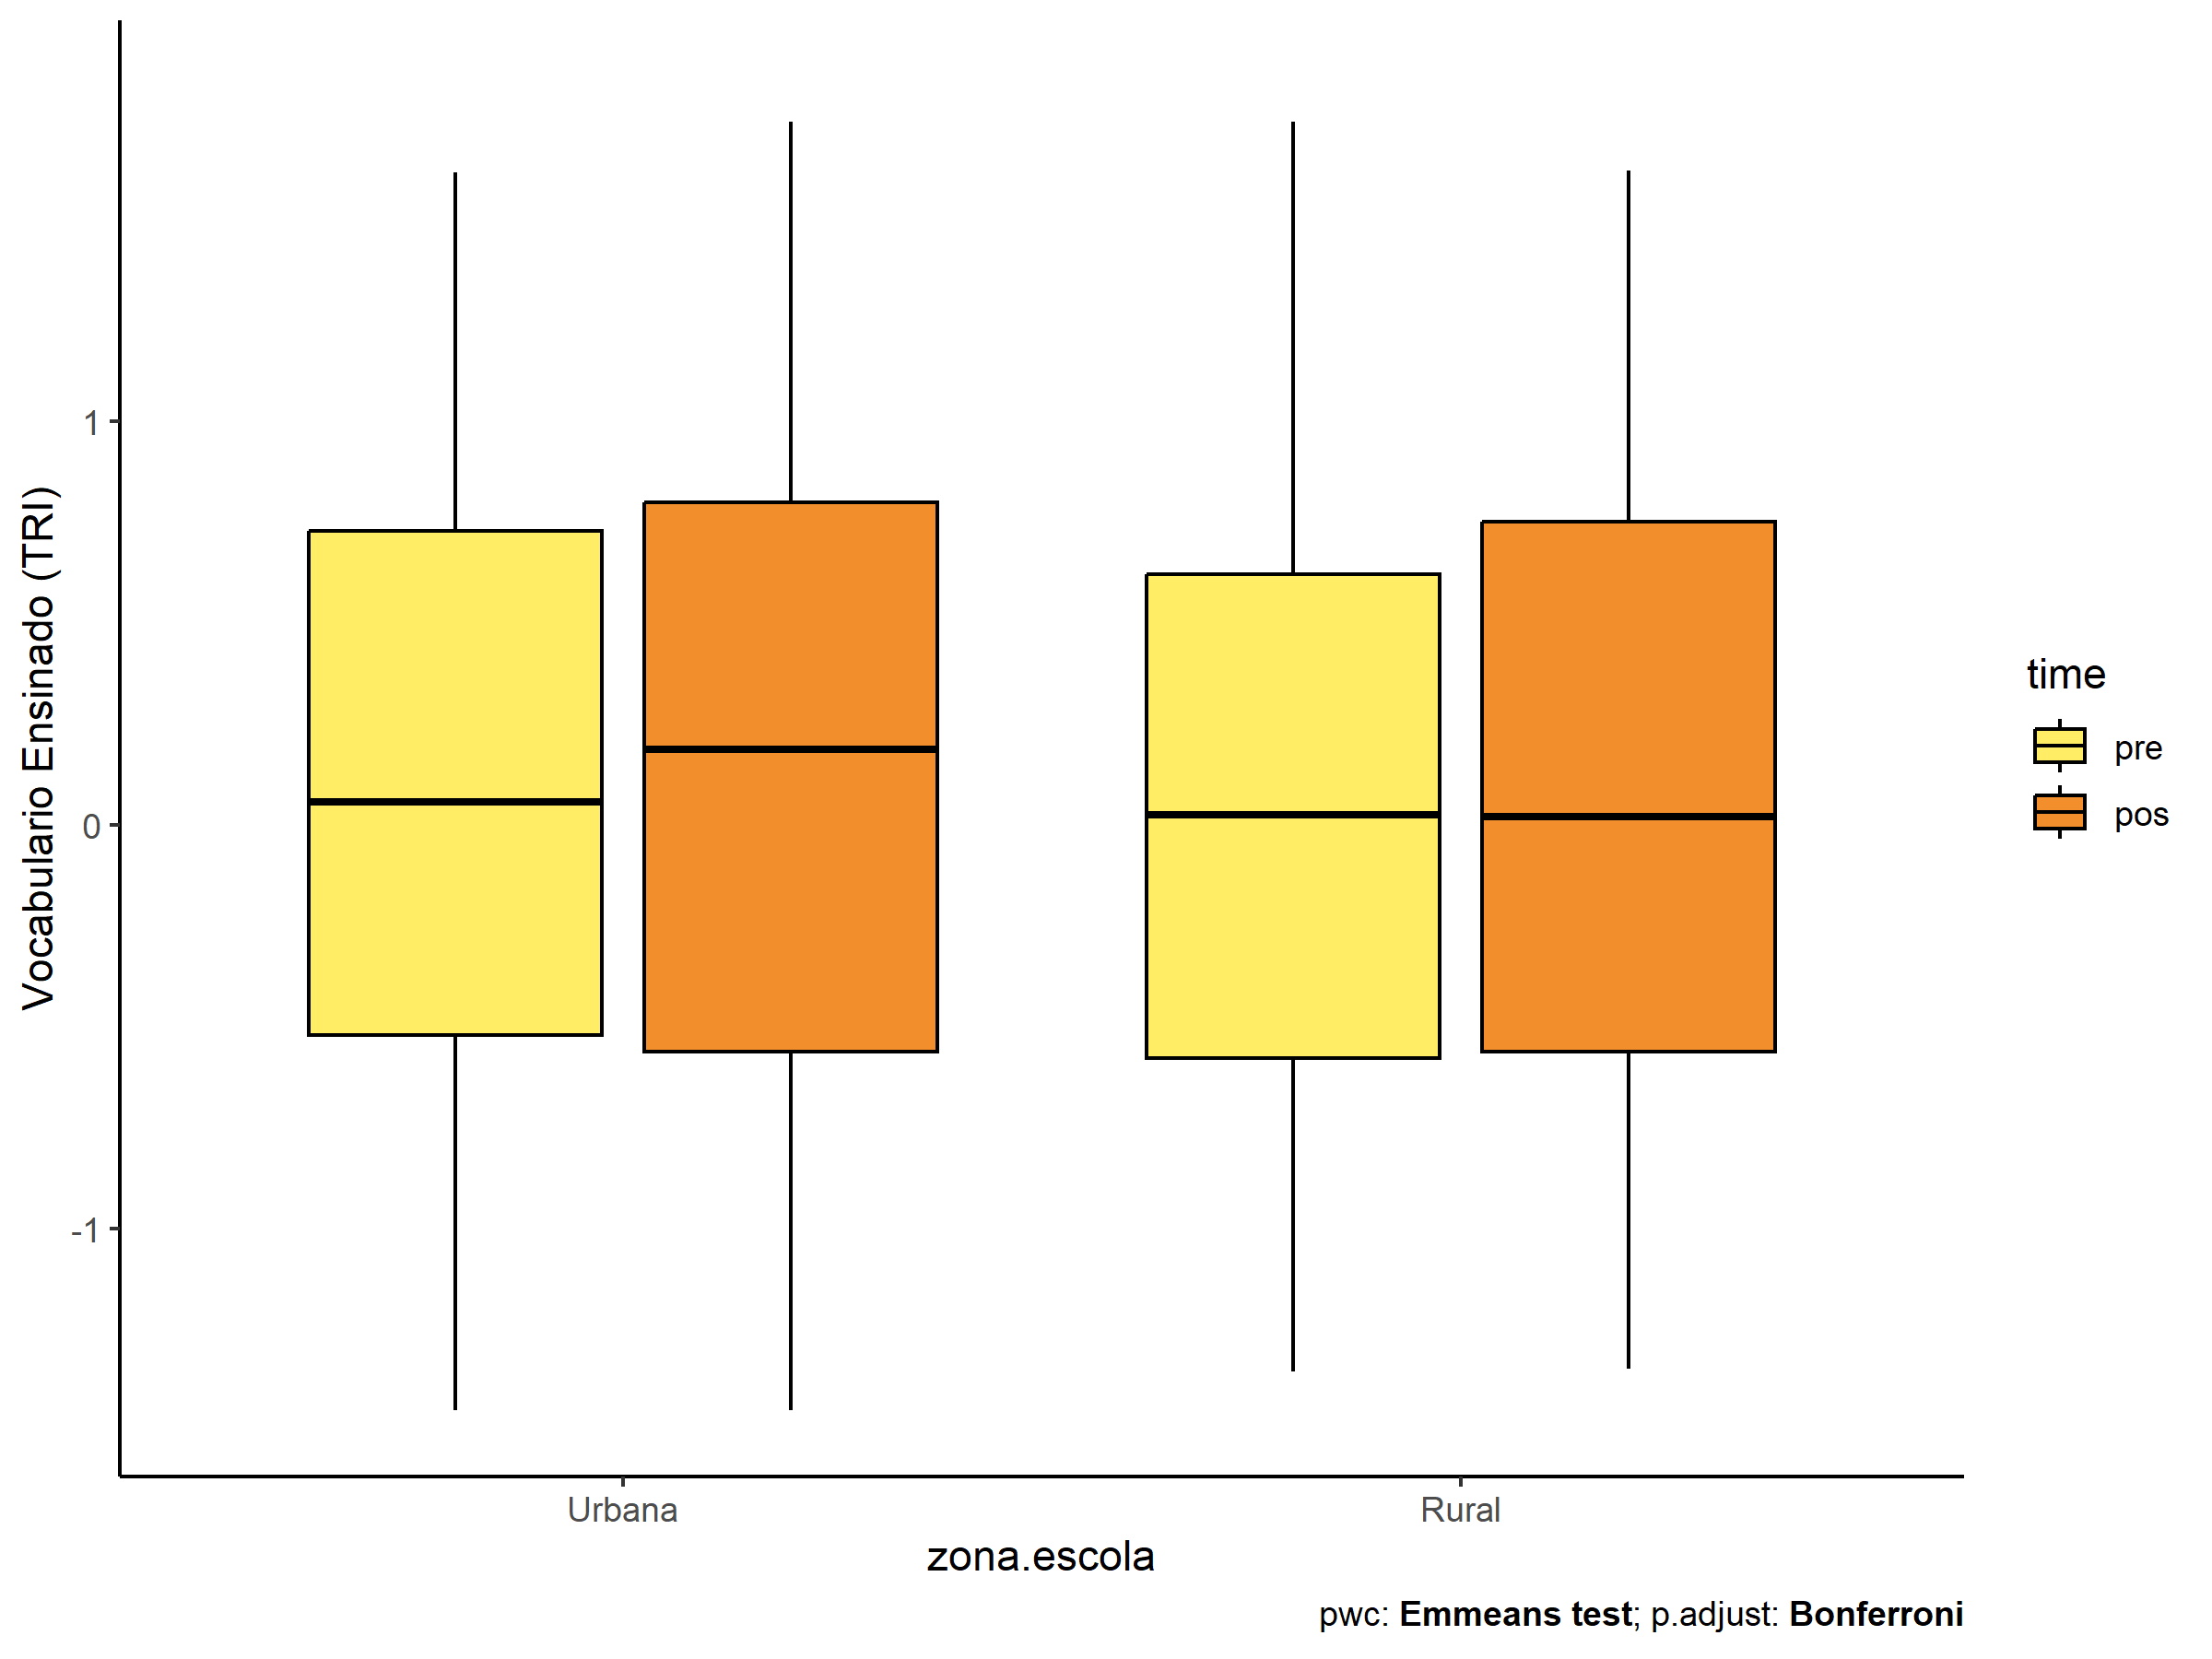 Vocabulario Ensinado (TRI)
1
0
-1
Urbana
Rural
zona.escola
time
pre
pos
pwc: Emmeans test; p.adjust: Bonferroni